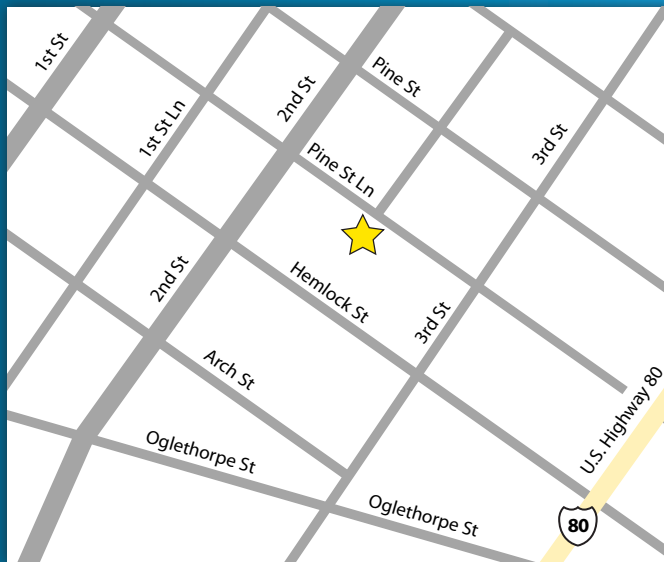 1st St
Pine St
2nd St
1st St Ln
3rd St
Pine St Ln
2nd St
Hemlock St
3rd St
Arch St
U.S. Highway 80
Oglethorpe St
Oglethorpe St
80